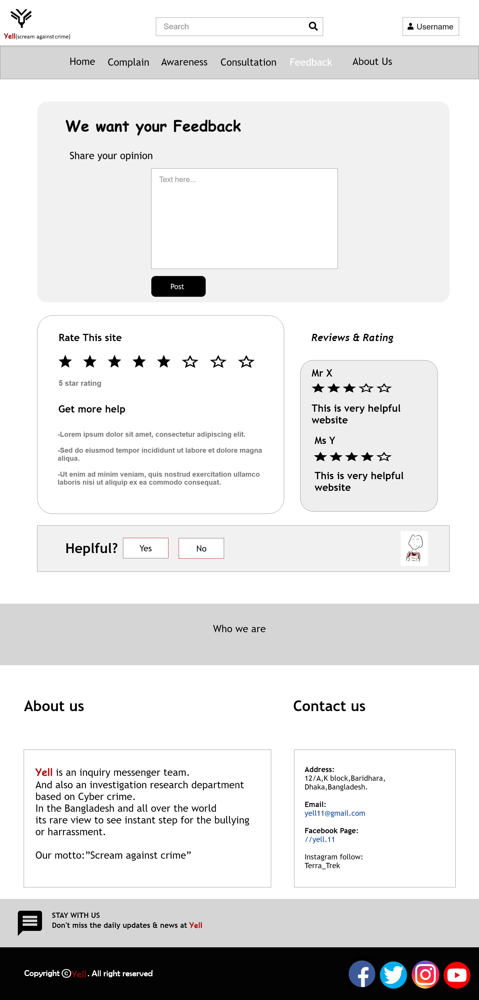 Yell(scream against crime)
Search
Username
Home Complain Awareness Consultation Feedback About Us
We want your Feedback
Share your opinion
Text here...
Post
Rate This site
5 star rating
Get more help
-Lorem ipsum dolor sit amet, consectetur adipiscing elit.
-Sed do eiusmod tempor incididunt ut labore et dolore magna
aliqua.
-Ut enim ad minim veniam, quis nostrud exercitation ullamco
laboris nisi ut aliquip ex ea commodo consequat.
Reviews & Rating
Mr X
This is very helpful
website
Ms Y
This is very helpful
website
Heplful? Yes No
Who we are
About us
Yell is an inquiry messenger team.
And also an investigation research department
based on Cyber crime.
In the Bangladesh and all over the world
its rare view to see instant step for the bullying
or harrassment.
Our motto:”Scream against crime”
Contact us
Address:
12/A,K block,Baridhara,
Dhaka,Bangladesh.
Email:
yell11@gmail.com
Facebook Page:
//yell.11
Instagram follow:
Terra_Trek
STAY WITH US
Don't miss the daily updates & news at Yell
Copyright ©Yell. All right reserved